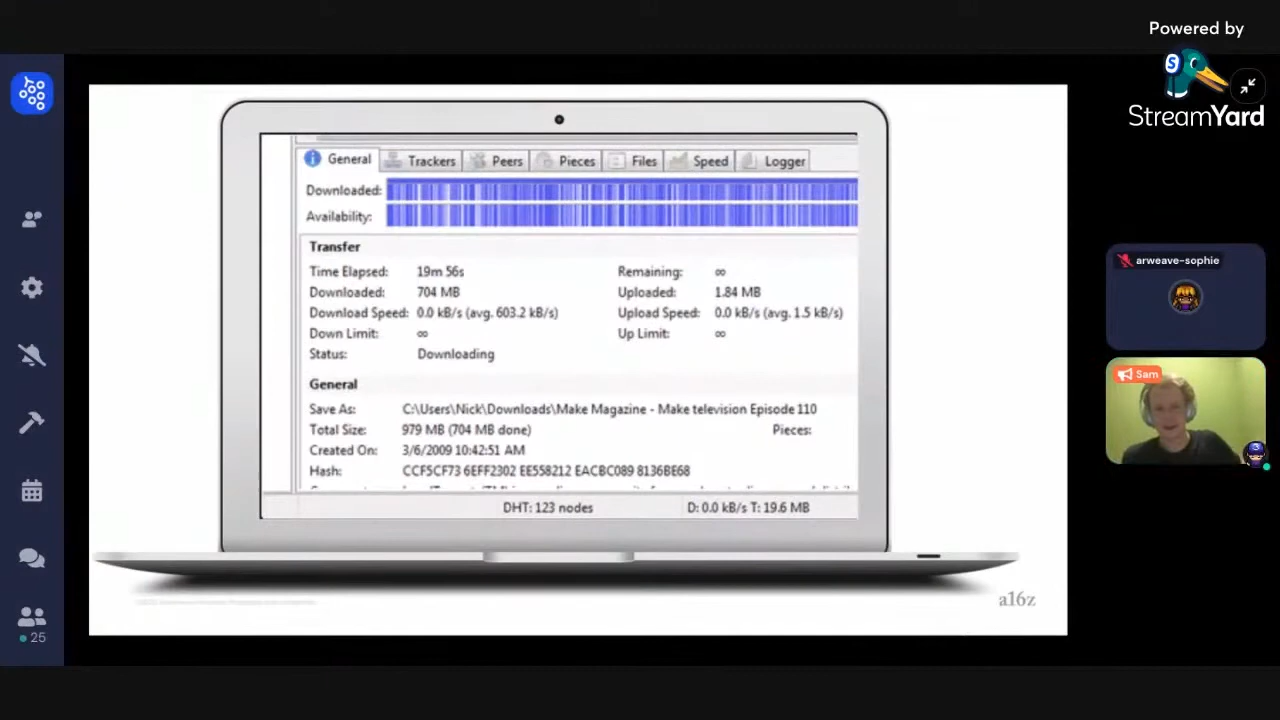 Powered by
StreamYard
General Trackers Peers Pieces Files Speed Logger
Downloaded:
Availability:
Transfer
Time Elapsed: 19m 56s Remaining: ∞
Downloaded: 704 MB Uploaded: 1.84 MB
Download Speed: 0.0 kB/s (avg. 603.2 kB/s) Upload Speed: 0.0 kB/s (avg. 1.5 kB/s)
Down Limit: ∞ Up Limit: ∞
Status: Downloading
General
Save As: C:\Users\Nick\Downloads\Make Magazine - Make television Episode 110
Total Size: 979 MB (704 MB done) Pieces:
Created On: 3/6/2009 10:42:51 AM
Hash: CCF5CF73 6EFF2302 EE558212 EACBC089 8136BE68
DHT: 123 nodes D: 0.0 kB/s T: 19.6 MB
a16z
arweave-sophie
Sam
25